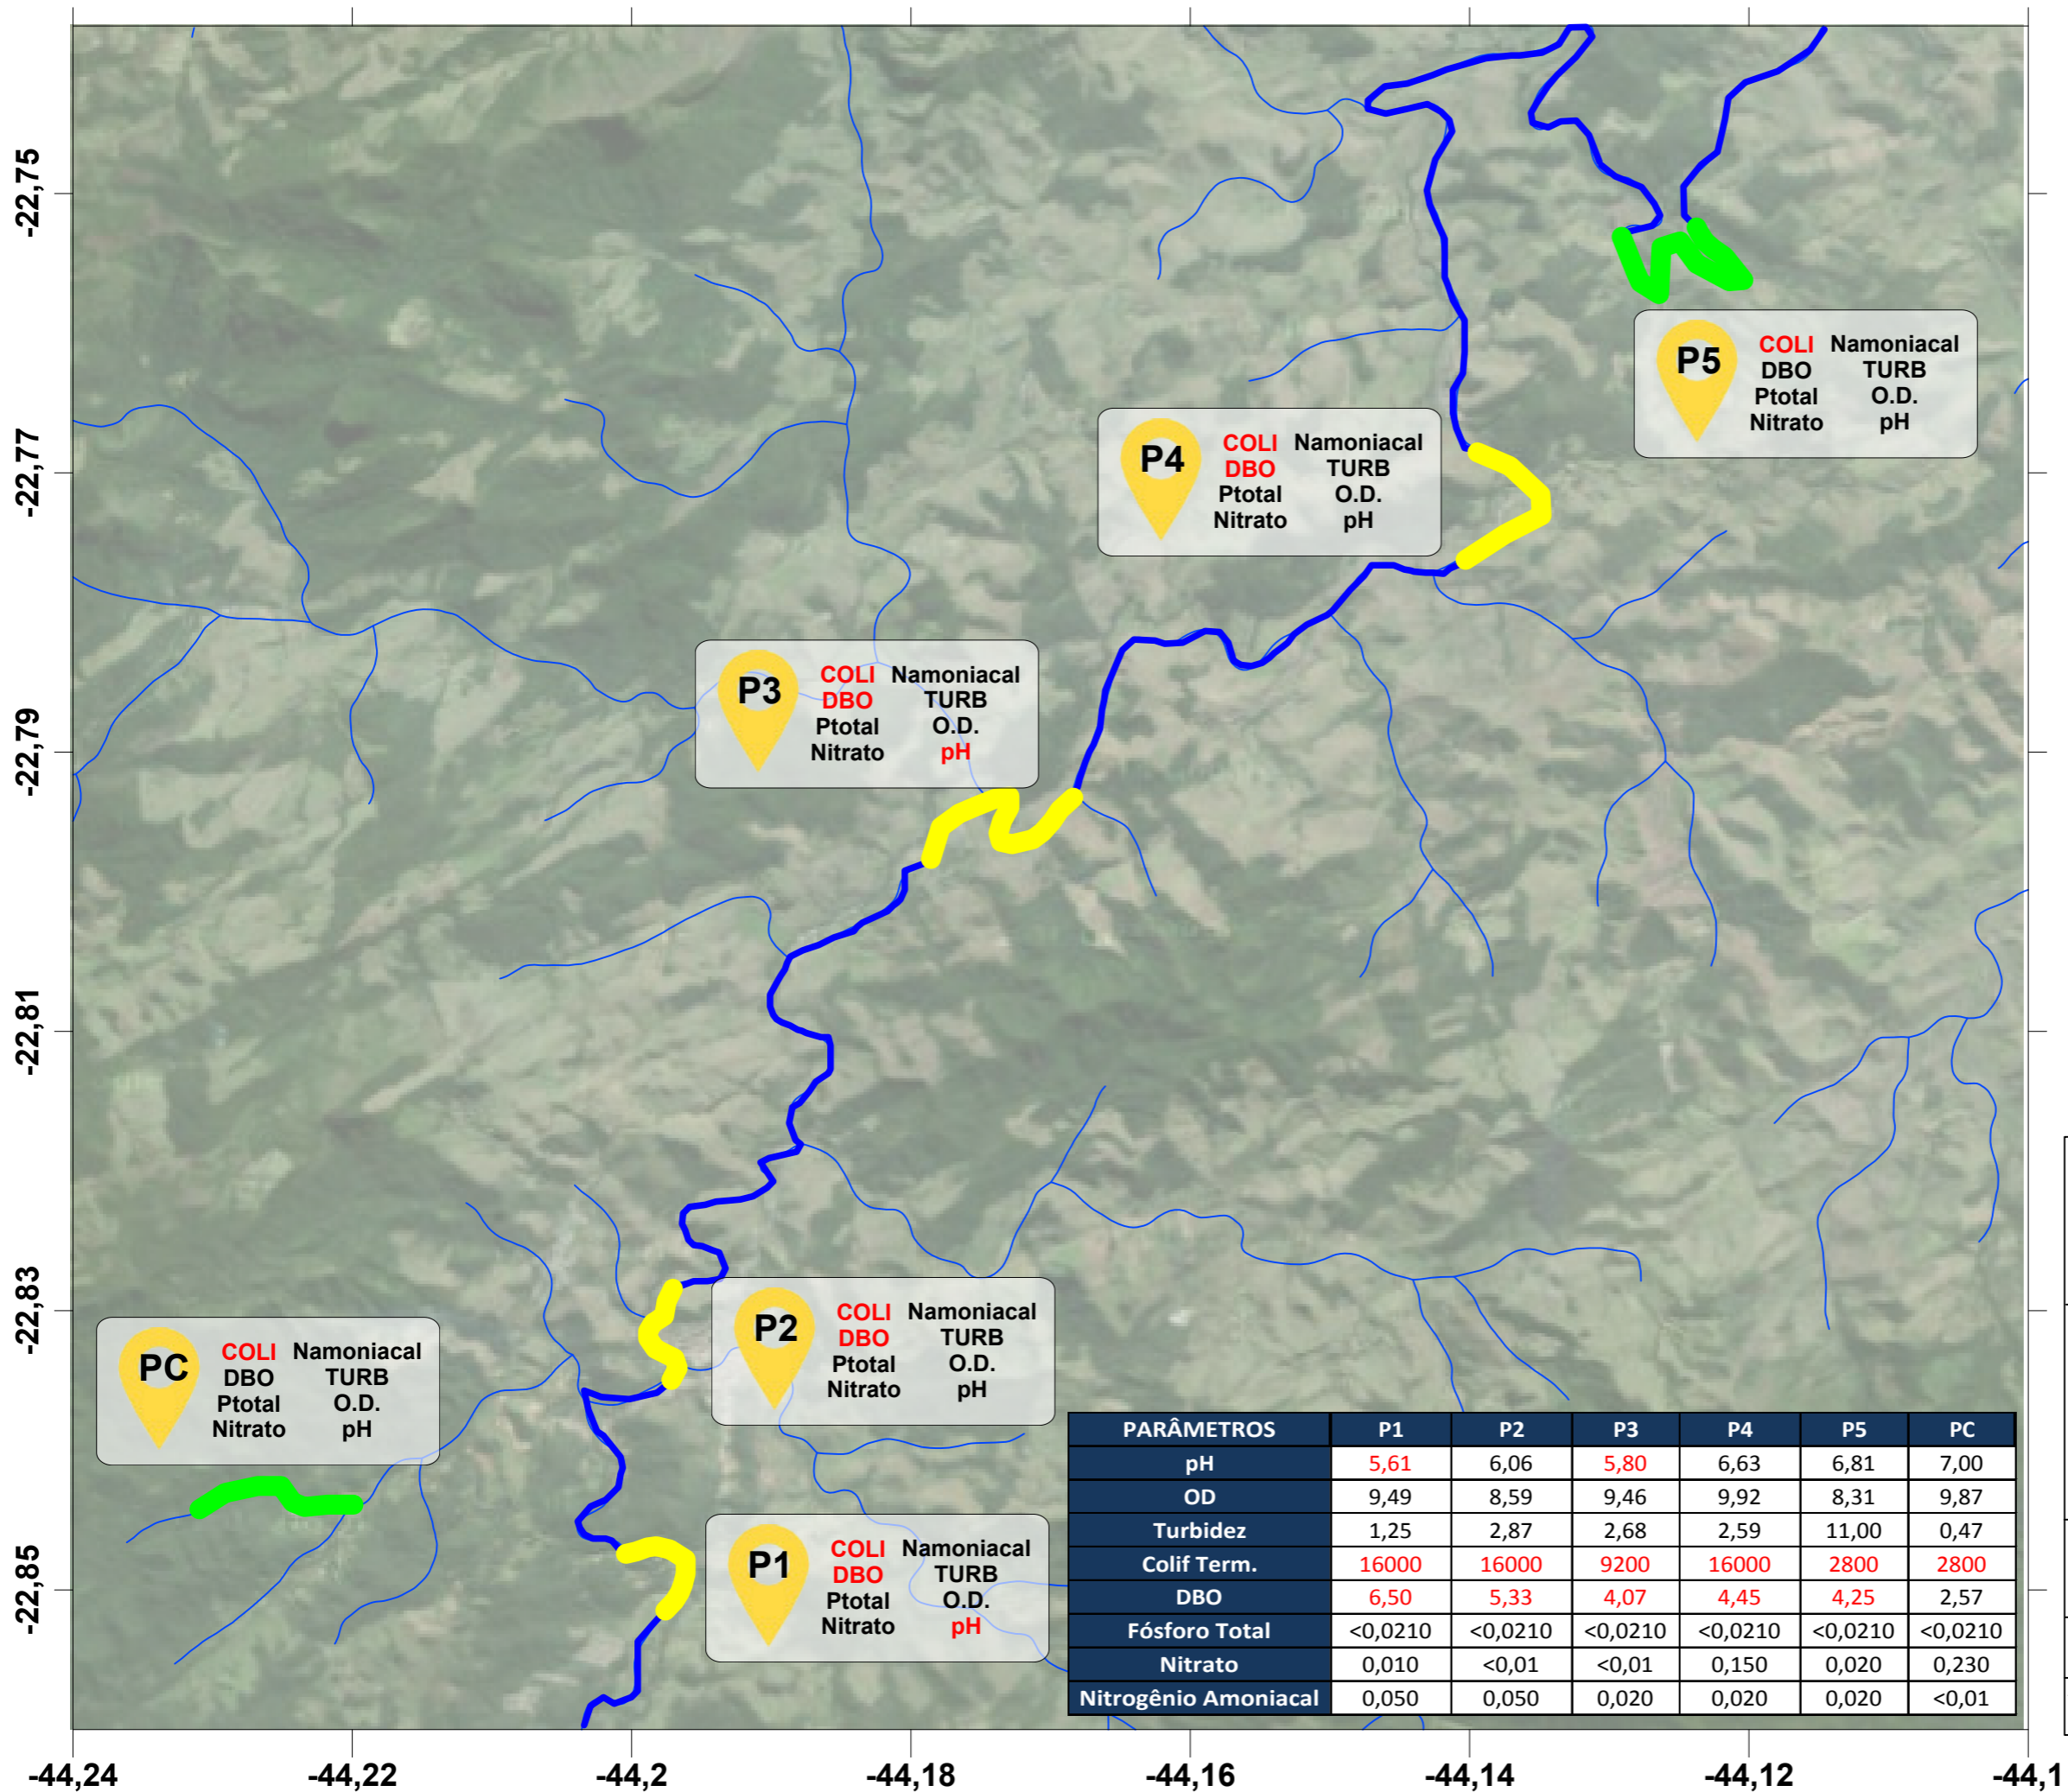 -22,75
-22,77
-22,79
-22,81
-22,83
-22,85
P5
COLI Namoniacal
DBO TURB
Ptotal O.D.
Nitrato pH
P4
COLI Namoniacal
DBO TURB
Ptotal O.D.
Nitrato pH
P3
COLI Namoniacal
DBO TURB
Ptotal O.D.
Nitrato pH
P2
COLI Namoniacal
DBO TURB
Ptotal O.D.
Nitrato pH
PC
COLI Namoniacal
DBO TURB
Ptotal O.D.
Nitrato pH
P1
COLI Namoniacal
DBO TURB
Ptotal O.D.
Nitrato pH
PARÂMETROS P1 P2 P3 P4 P5 PC
pH 5,61 6,06 5,80 6,63 6,81 7,00
OD 9,49 8,59 9,46 9,92 8,31 9,87
Turbidez 1,25 2,87 2,68 2,59 11,00 0,47
Colif Term. 16000 16000 9200 16000 2800 2800
DBO 6,50 5,33 4,07 4,45 4,25 2,57
Fósforo Total <0,0210 <0,0210 <0,0210 <0,0210 <0,0210 <0,0210
Nitrato 0,010 <0,01 <0,01 0,150 0,020 0,230
Nitrogênio Amoniacal 0,050 0,050 0,020 0,020 0,020 <0,01
-44,24 -44,22 -44,2 -44,18 -44,16 -44,14 -44,12 -44,1